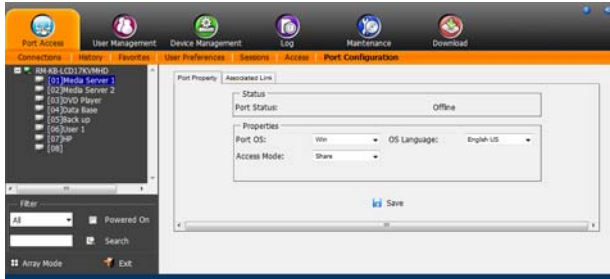 Port Access User Management Device Management Log Maintenance Download
Connections History Favorites User Preferences Sessions Access Port Configuration
RM-KB-LCD17KVMHD
[01]Media Server 1
[02]Media Server 2
[03]DVD Player
[04]Data Base
[05]Back up
[06]User 1
[07]HP
[08]
Filter
All
Powered On
Search
Array Mode Exit
Port Property Associated Link
Status
Port Status: Offline
Properties
Port OS: Win OS Language: English US
Access Mode: Share
Save